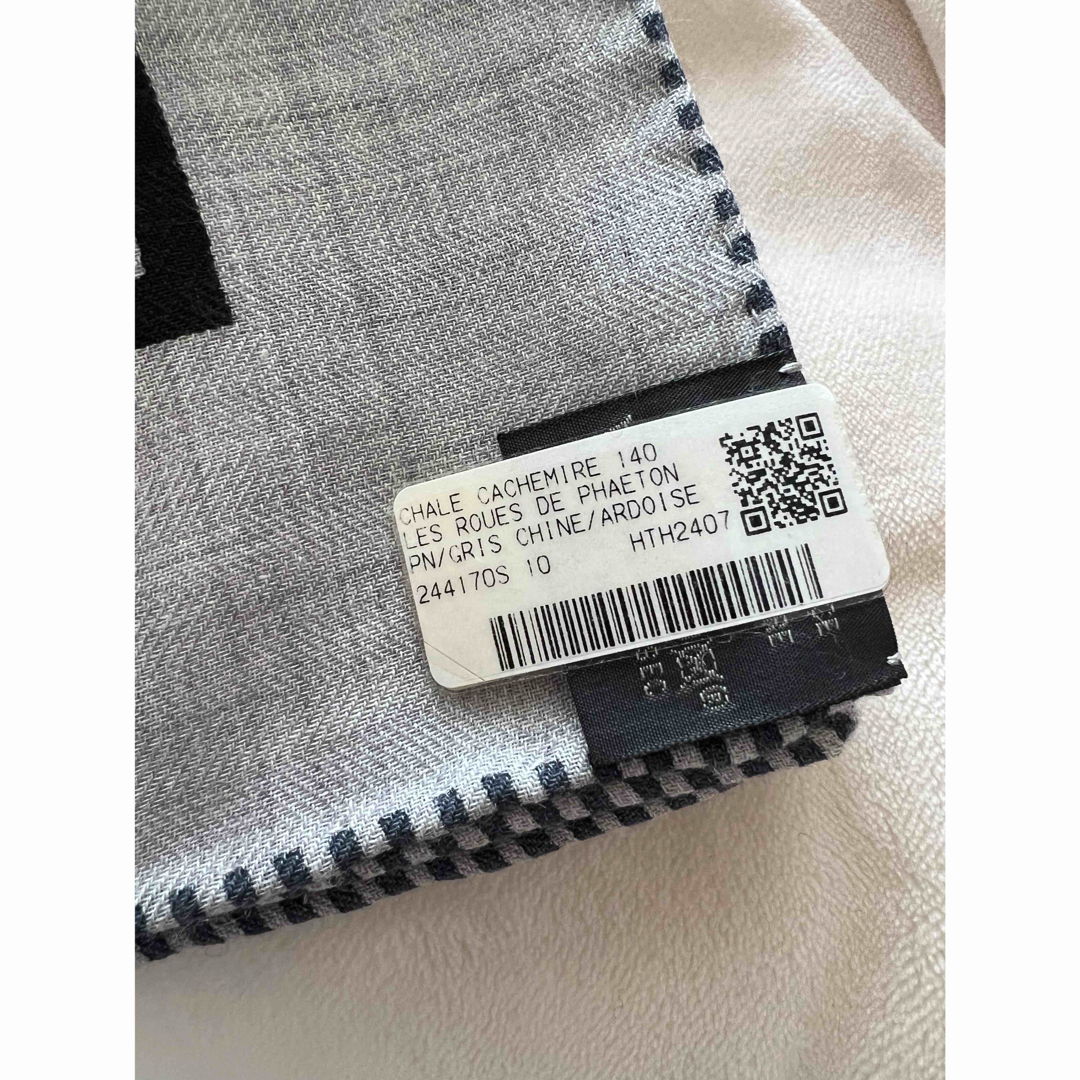 CHALE CACHEMIRE 140
LES ROUES DE PHAETON
PN/GRIS CHINE/ARDOISE
244170S 10 HTH2407